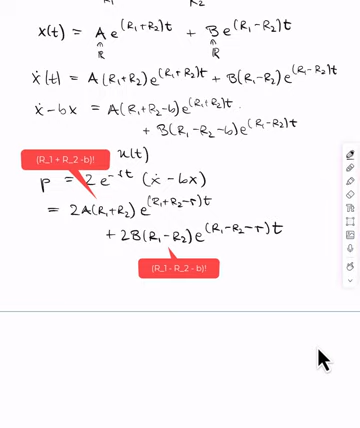 R₂
x(t) = A e^(R₁+R₂)t + B e^(R₁-R₂)t
ℝ ℝ
ẋ(t) = A(R₁+R₂)e^(R₁+R₂)t + B(R₁-R₂)e^(R₁-R₂)t
ẋ-bx = A(R₁+R₂-b)e^(R₁+R₂)t
+ B(R₁-R₂-b)e^(R₁-R₂)t
u(t)
(R_1 + R_2 -b)!
p = 2e^-rt (ẋ-bx)
= 2A(R₁+R₂) e^(R₁+R₂-r)t
+ 2B(R₁-R₂)e^(R₁-R₂-r)t
(R_1 - R_2 - b)!